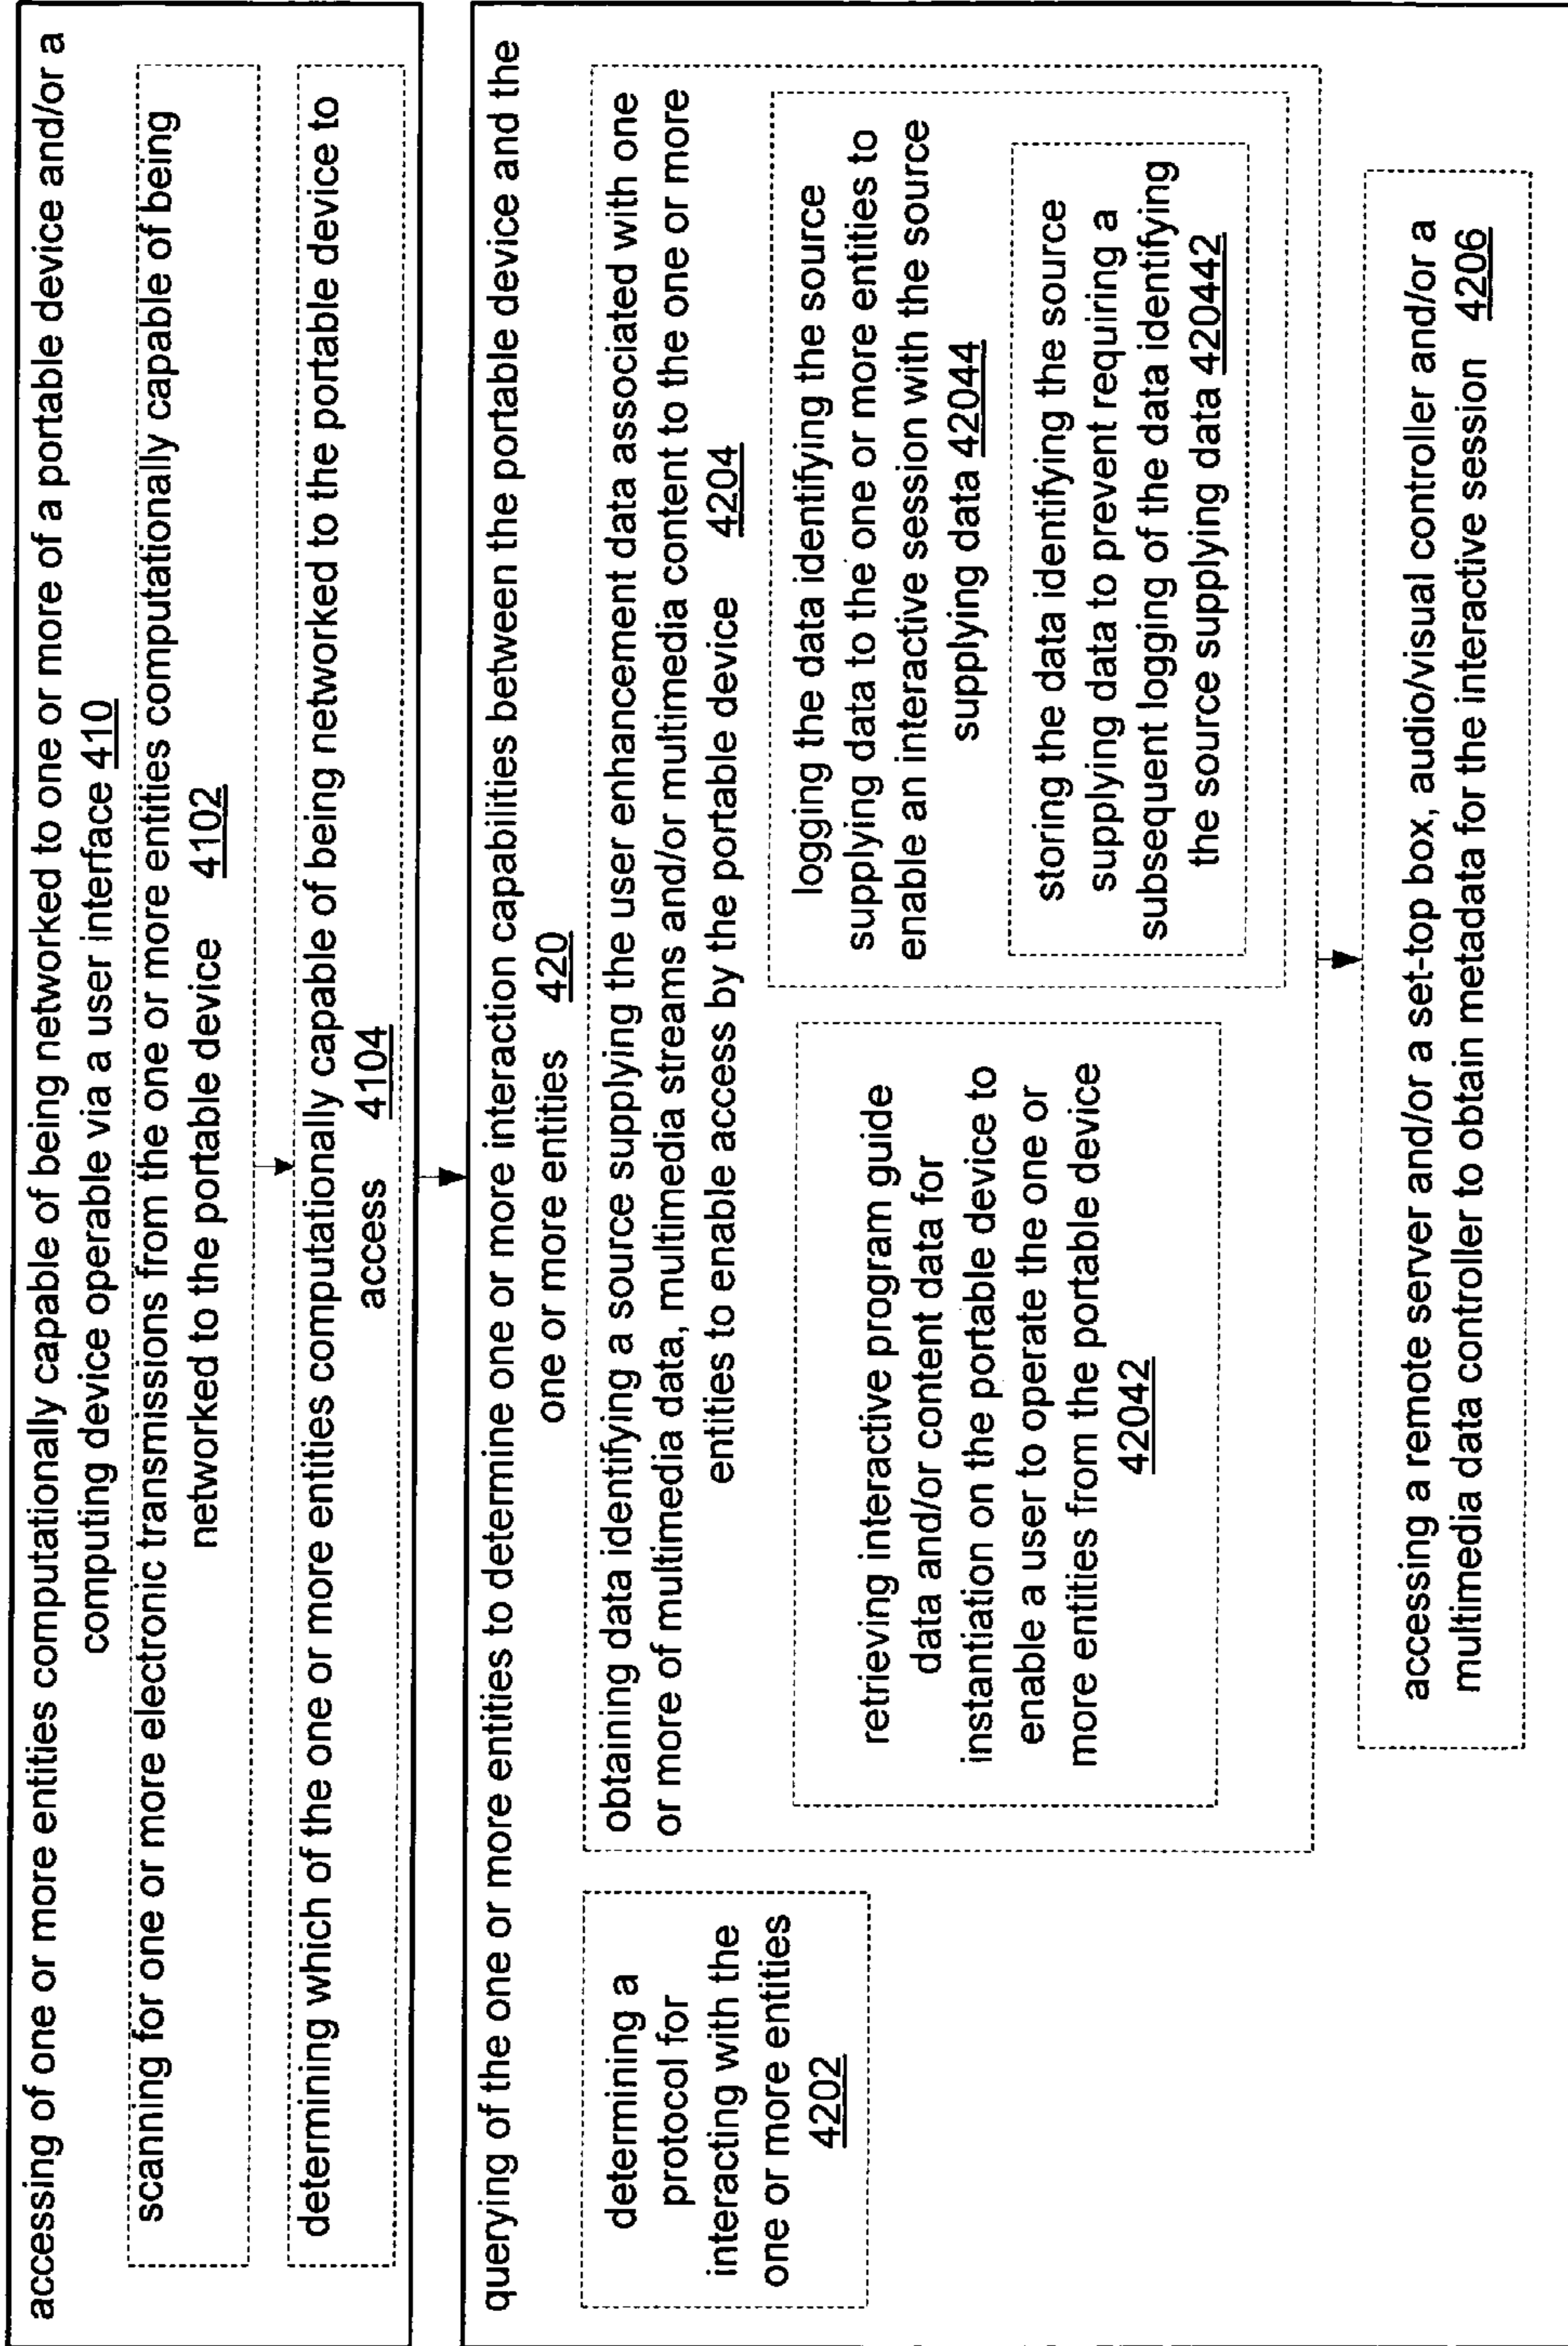 accessing of one or more entities computationally capable of being networked to one or more of a portable device and/or a
computing device operable via a user interface 410
scanning for one or more electronic transmissions from the one or more entities computationally capable of being
networked to the portable device 4102
determining which of the one or more entities computationally capable of being networked to the portable device to
access 4104
querying of the one or more entities to determine one or more interaction capabilities between the portable device and the
one or more entities 420
determining a
protocol for
interacting with the
one or more entities
4202
obtaining data identifying a source supplying the user enhancement data associated with one
or more of multimedia data, multimedia streams and/or multimedia content to the one or more
entities to enable access by the portable device 4204
retrieving interactive program guide
data and/or content data for
instantiation on the portable device to
enable a user to operate the one or
more entities from the portable device
42042
logging the data identifying the source
supplying data to the one or more entities to
enable an interactive session with the source
supplying data 42044
storing the data identifying the source
supplying data to prevent requiring a
subsequent logging of the data identifying
the source supplying data 420442
accessing a remote server and/or a set-top box, audio/visual controller and/or a
multimedia data controller to obtain metadata for the interactive session 4206